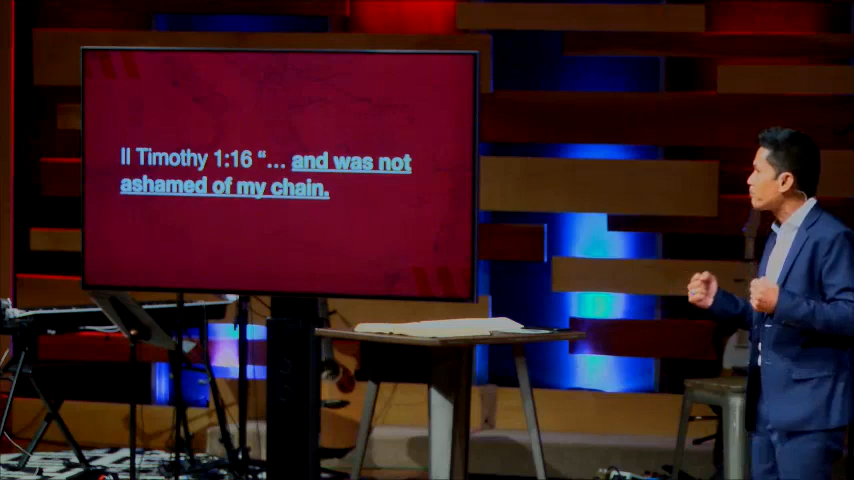 II Timothy 1:16 “... and was not
ashamed of my chain.